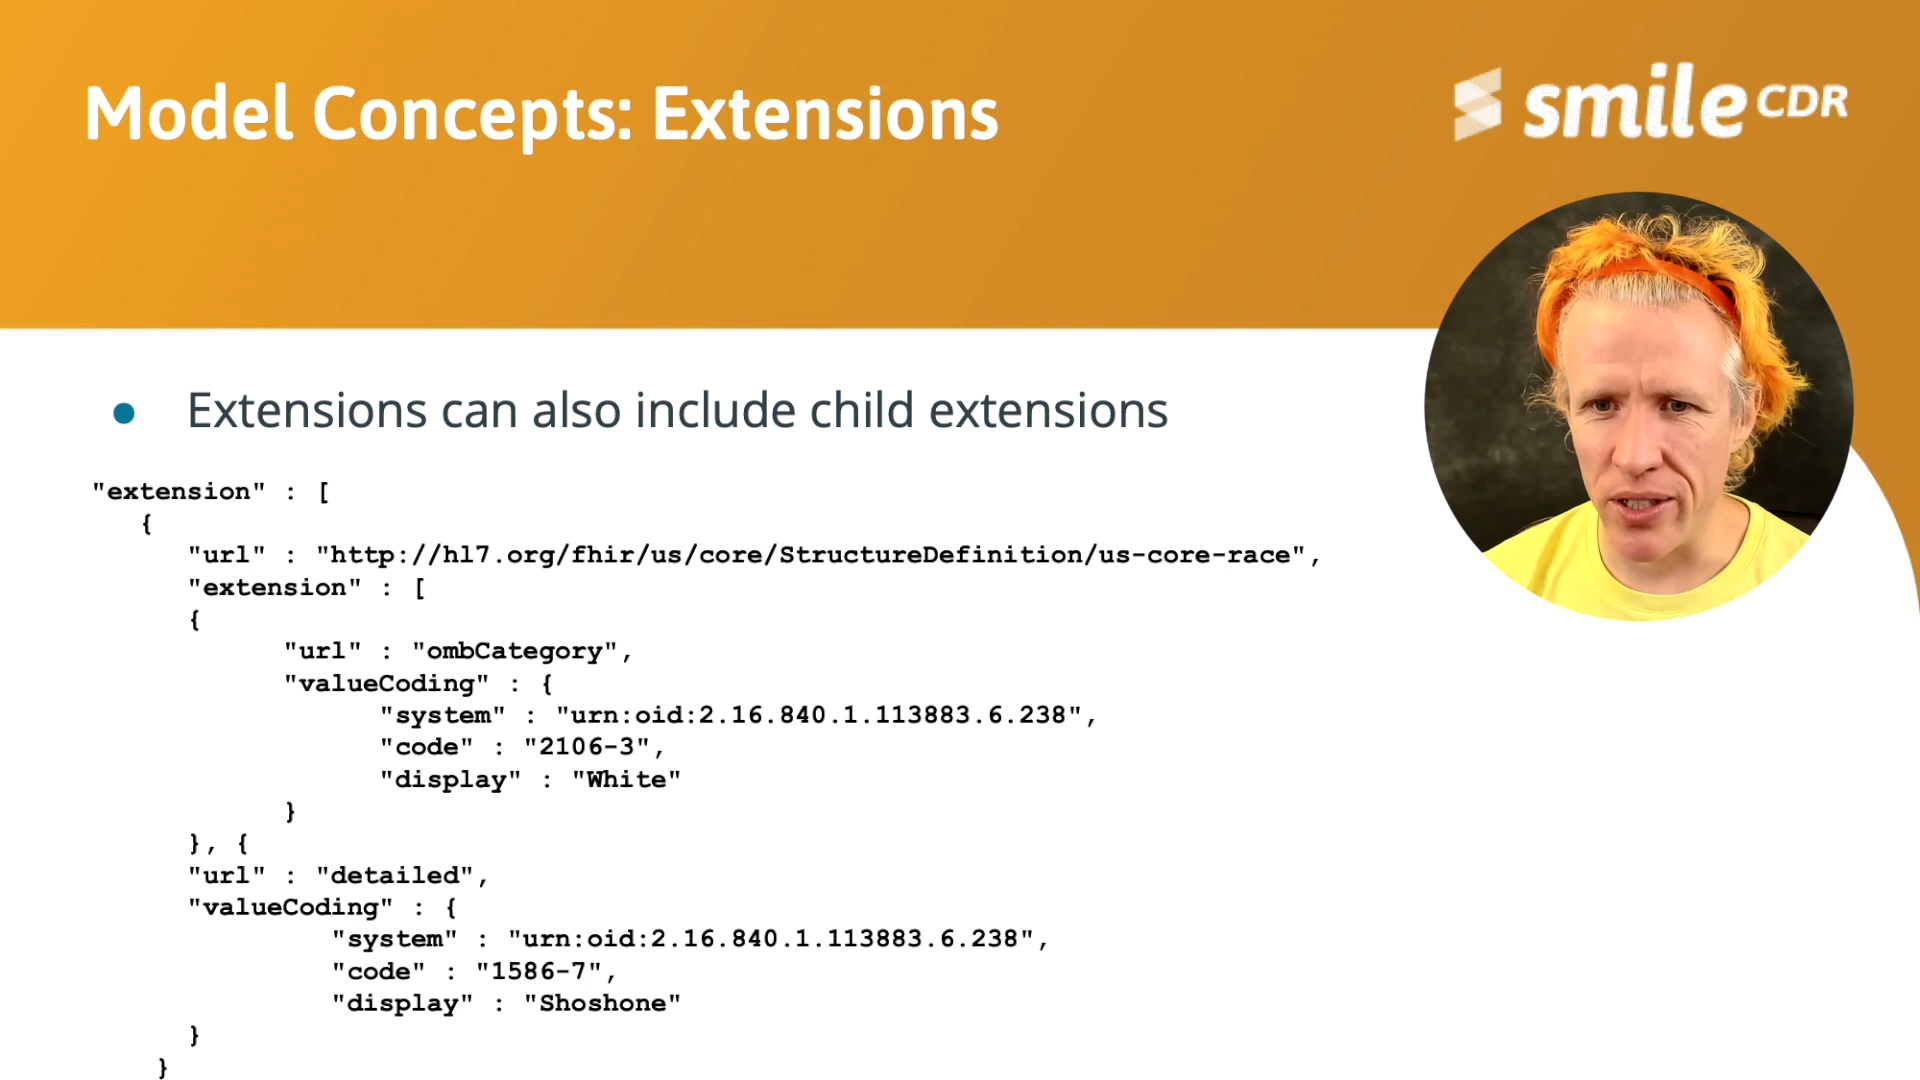 Model Concepts: Extensions
smile CDR
● Extensions can also include child extensions
"extension" : [
{
"url" : "http://hl7.org/fhir/us/core/StructureDefinition/us-core-race",
"extension" : [
{
"url" : "ombCategory",
"valueCoding" : {
"system" : "urn:oid:2.16.840.1.113883.6.238",
"code" : "2106-3",
"display" : "White"
}
}, {
"url" : "detailed",
"valueCoding" : {
"system" : "urn:oid:2.16.840.1.113883.6.238",
"code" : "1586-7",
"display" : "Shoshone"
}
}